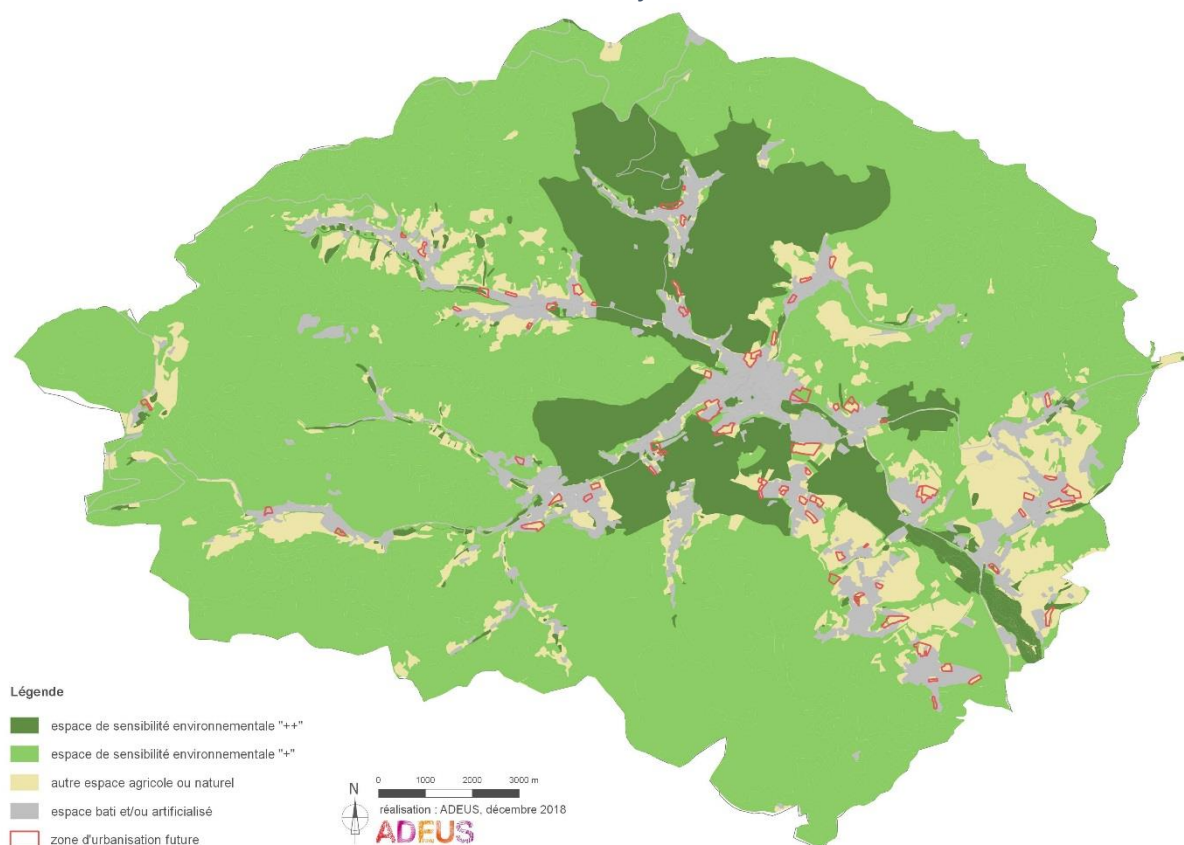 Légende
espace de sensibilité environnementale "++"
espace de sensibilité environnementale "+"
autre espace agricole ou naturel
espace bati et/ou artificialisé
zone d'urbanisation future
N
0 1000 2000 3000 m
réalisation : ADEUS, décembre 2018
ADEUS